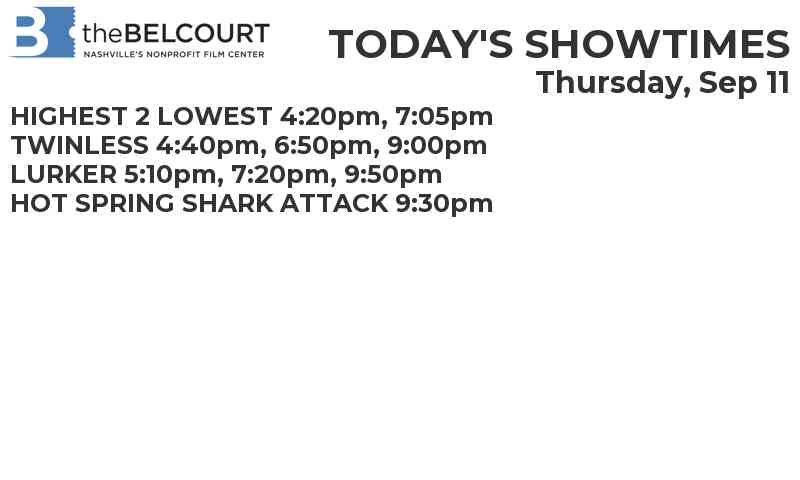 theBELCOURT
NASHVILLE'S NONPROFIT FILM CENTER
TODAY'S SHOWTIMES
Thursday, Sep 11
HIGHEST 2 LOWEST 4:20pm, 7:05pm
TWINLESS 4:40pm, 6:50pm, 9:00pm
LURKER 5:10pm, 7:20pm, 9:50pm
HOT SPRING SHARK ATTACK 9:30pm